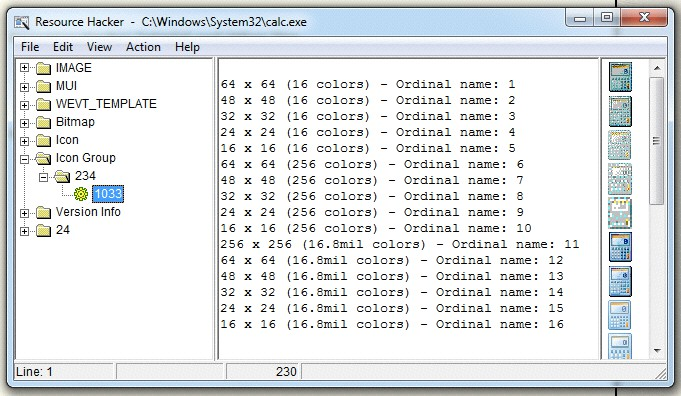 Resource Hacker - C:\Windows\System32\calc.exe
File Edit View Action Help
IMAGE
MUI
WEVT_TEMPLATE
Bitmap
Icon
Icon Group
234
1033
Version Info
24
64 x 64 (16 colors) - Ordinal name: 1
48 x 48 (16 colors) - Ordinal name: 2
32 x 32 (16 colors) - Ordinal name: 3
24 x 24 (16 colors) - Ordinal name: 4
16 x 16 (16 colors) - Ordinal name: 5
64 x 64 (256 colors) - Ordinal name: 6
48 x 48 (256 colors) - Ordinal name: 7
32 x 32 (256 colors) - Ordinal name: 8
24 x 24 (256 colors) - Ordinal name: 9
16 x 16 (256 colors) - Ordinal name: 10
256 x 256 (16.8mil colors) - Ordinal name: 11
64 x 64 (16.8mil colors) - Ordinal name: 12
48 x 48 (16.8mil colors) - Ordinal name: 13
32 x 32 (16.8mil colors) - Ordinal name: 14
24 x 24 (16.8mil colors) - Ordinal name: 15
16 x 16 (16.8mil colors) - Ordinal name: 16
Line: 1 230